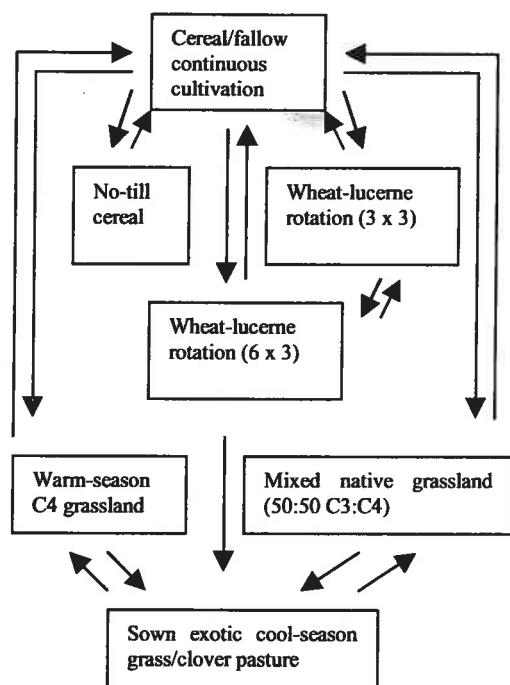 Cereal/fallow
continuous
cultivation
No-till
cereal
Wheat-lucerne
rotation (3 x 3)
Wheat-lucerne
rotation (6 x 3)
Warm-season
C4 grassland
Mixed native grassland
(50:50 C3:C4)
Sown exotic cool-season
grass/clover pasture